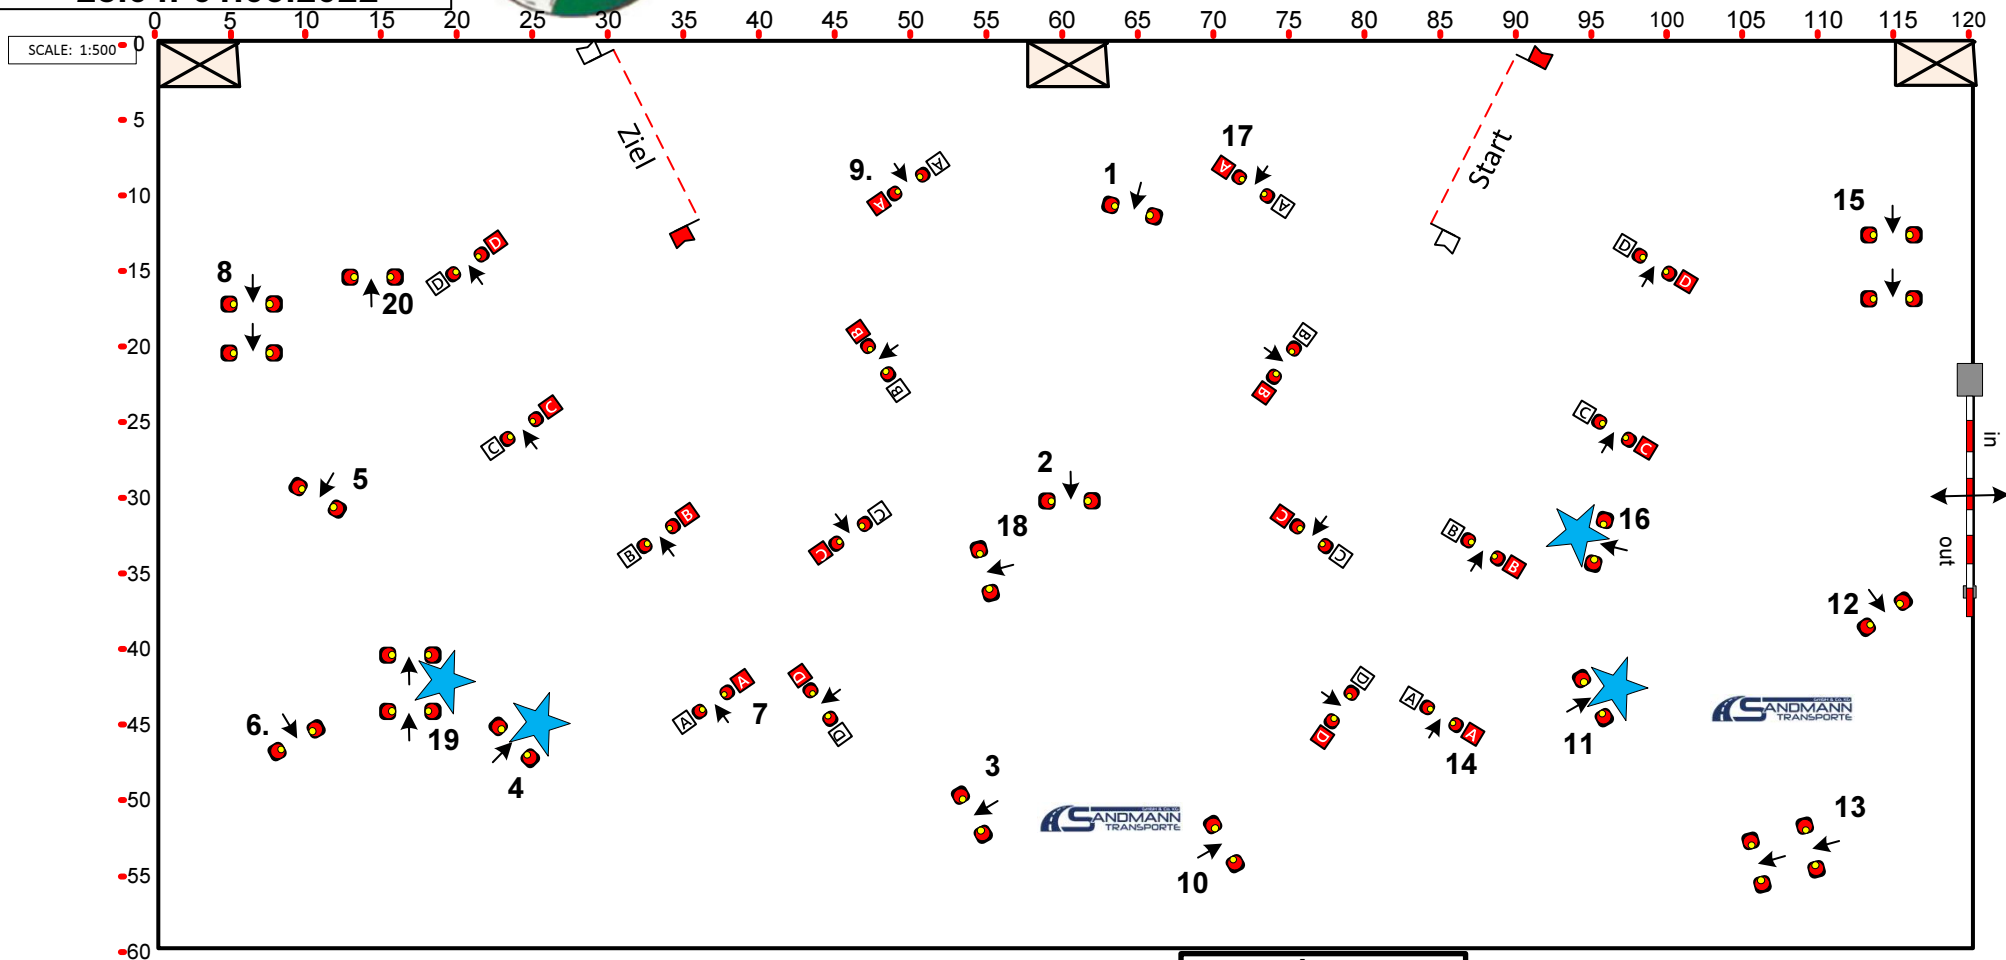 0 5 10 15 20 25 30 35 40 45 50 55 60 65 70 75 80 85 90 95 100 105 110 115 120
SCALE: 1:500
0
5
10
15
20
25
30
35
40
45
50
55
60
Ziel
Start
17
A
A
9.
A
A
1
15
D
D
D
D
8
20
B
B
B
B
C
C
C
C
in
out
5
2
18
B
B
C
C
C
C
B
B
16
12
6.
19
4
A
A
7
D
D
D
D
A
A
14
11
SANDMANN
TRANSPORTE
3
SANDMANN
TRANSPORTE
10
13